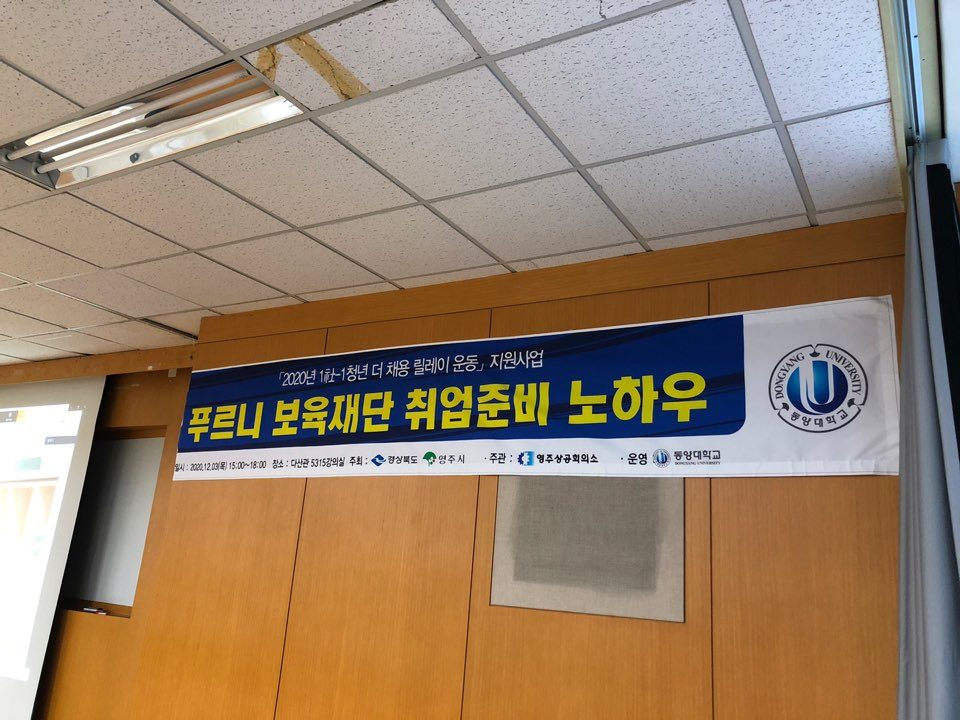 「2020년 1社-1청년 더 채용 릴레이 운동」 지원사업
푸르니 보육재단 취업준비 노하우
일시 : 2020.12.03(목) 15:00~18:00 장소 : 다산관 5315강의실 주최 : 경상북도 영주시 · 주관 : 영주상공회의소 · 운영 동양대학교
DONGYANG UNIVERSITY
DONGYANG UNIVERSITY
동양대학교